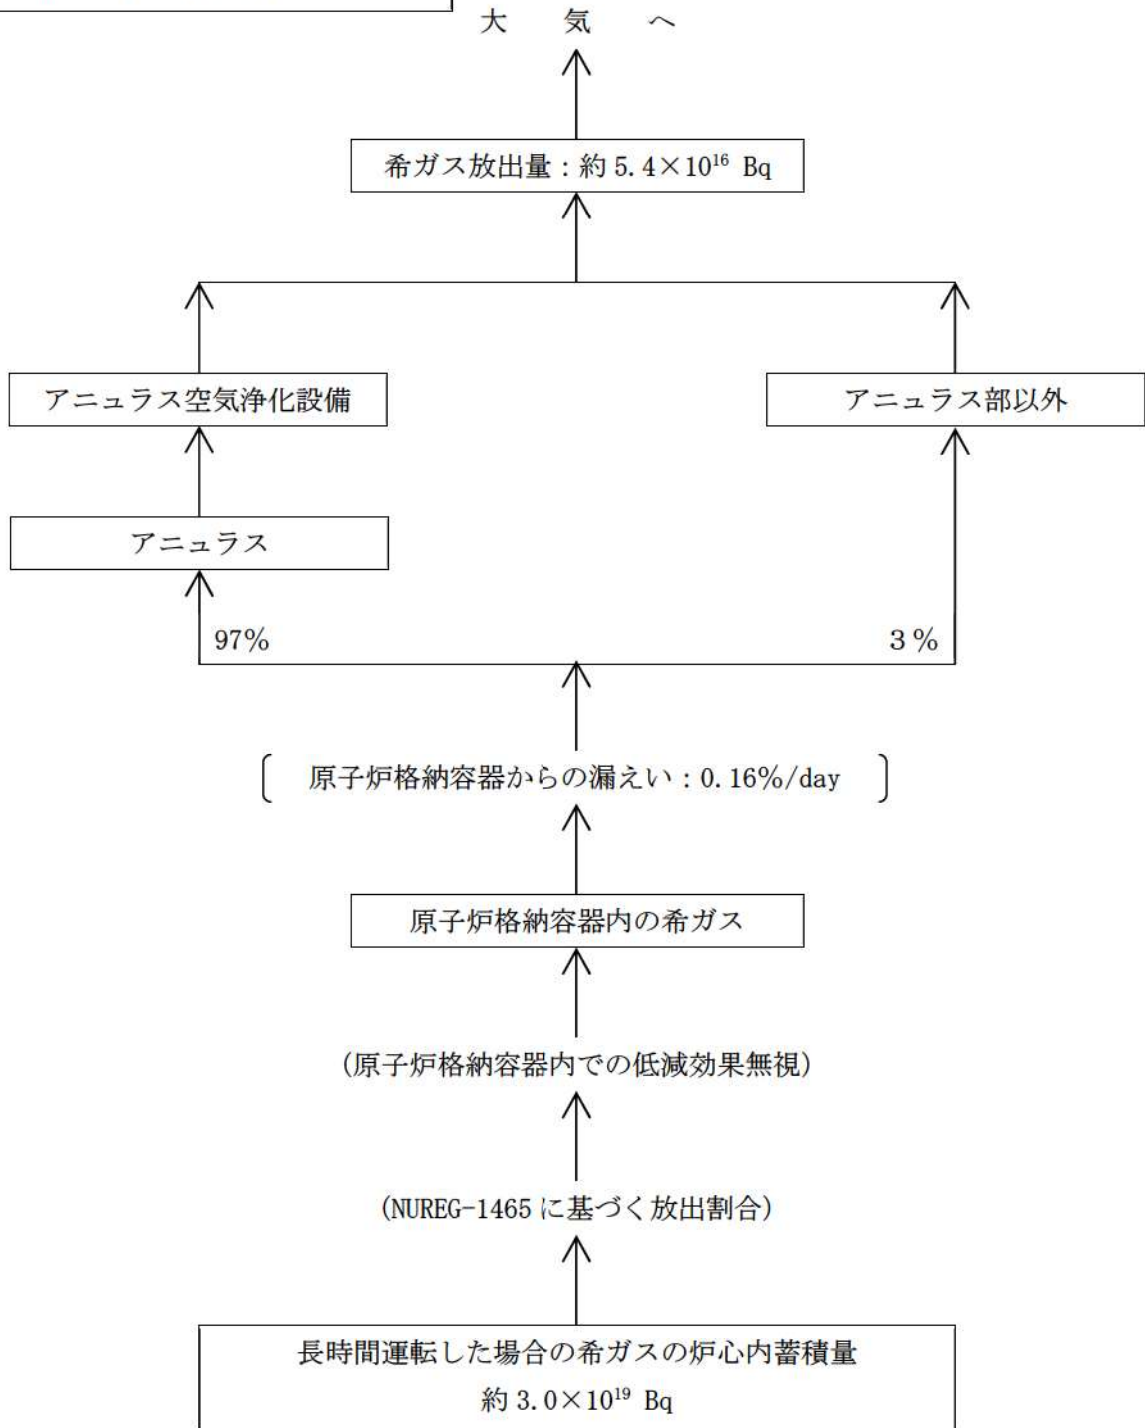 大 気 へ
希ガス放出量：約 5.4×10¹⁶ Bq
アニュラス空気浄化設備
アニュラス部以外
アニュラス
97%
３％
〔 原子炉格納容器からの漏えい：0.16%/day 〕
原子炉格納容器内の希ガス
(原子炉格納容器内での低減効果無視)
(NUREG-1465 に基づく放出割合)
長時間運転した場合の希ガスの炉心内蓄積量
約 3.0×10¹⁹ Bq